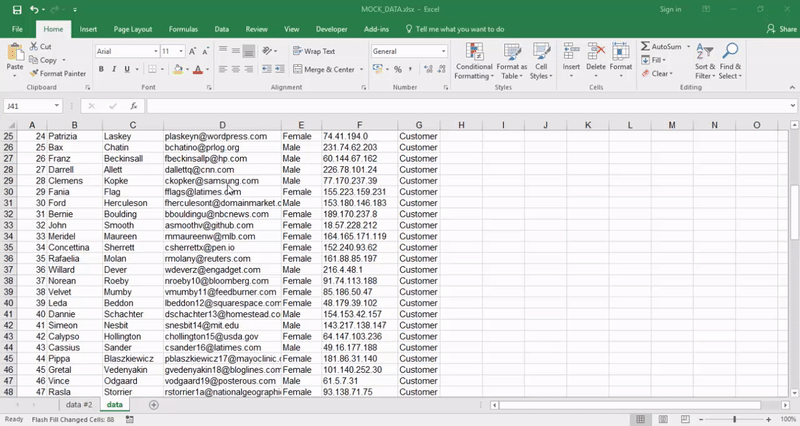 MOCK_DATA.xlsx - Excel
Sign in
File Home Insert Page Layout Formulas Data Review View Developer Add-ins Tell me what you want to do Share
Paste Cut Copy Format Painter Clipboard
Arial 11 Font
Wrap Text Merge & Center Alignment
General Number
Conditional Formatting Format as Table Cell Styles Styles
Insert Delete Format Cells
AutoSum Fill Clear Sort & Filter Find & Select Editing
J41
A B C D E F G H I J K L M N O
25 24 Patrizia Laskey plaskeyn@wordpress.com Female 74.41.194.0 Customer
26 25 Bax Chatin bchatino@prlog.org Male 231.74.62.203 Customer
27 26 Franz Beckinsall fbeckinsallp@hp.com Male 60.144.67.162 Customer
28 27 Darrell Allett dallettq@cnn.com Male 226.78.101.24 Customer
29 28 Clemens Kopke ckopker@samsung.com Male 77.170.237.39 Customer
30 29 Fania Flag fflags@latimes.com Female 155.223.159.231 Customer
31 30 Ford Herculeson fherculesont@domainmarket.c Male 153.180.146.183 Customer
32 31 Bernie Boulding bbouldingu@nbcnews.com Female 189.170.237.8 Customer
33 32 John Smooth asmoothv@github.com Female 18.57.228.212 Customer
34 33 Meridel Maureen mmaureenw@mlb.com Female 164.165.171.119 Customer
35 34 Concettina Sherrett csherrettx@pen.io Female 152.240.93.62 Customer
36 35 Rafaelia Molan rmolany@reuters.com Female 161.88.85.197 Customer
37 36 Willard Dever wdeverz@engadget.com Male 216.4.48.1 Customer
38 37 Norean Roby nroeby10@bloomberg.com Female 91.74.113.188 Customer
39 38 Velvet Mumby vmumby11@feedburner.com Female 85.186.50.47 Customer
40 39 Leda Beddon lbeddon12@squarespace.com Female 48.179.39.102 Customer
41 40 Dannie Schachter dschachter13@homestead.co Male 154.153.42.157 Customer
42 41 Simeon Nesbit snesbit14@mit.edu Male 143.217.138.147 Customer
43 42 Calypso Hollington chollington15@usda.gov Female 64.147.103.236 Customer
44 43 Cassius Sander csander16@latimes.com Male 49.16.177.188 Customer
45 44 Pippa Blaszkiewicz pblaszkiewicz17@mayoclinic.c Female 181.86.31.140 Customer
46 45 Gretal Vedenyakin gvedenyakin18@bloglines.com Female 101.140.252.30 Customer
47 46 Vince Odgaard vodgaard19@posterous.com Male 61.5.7.31 Customer
48 47 Rasla Storrier rstorrier1a@nationalgeographi Female 93.138.71.75 Customer
data #2 data
Ready Flash Fill Changed Cells: 88 100%